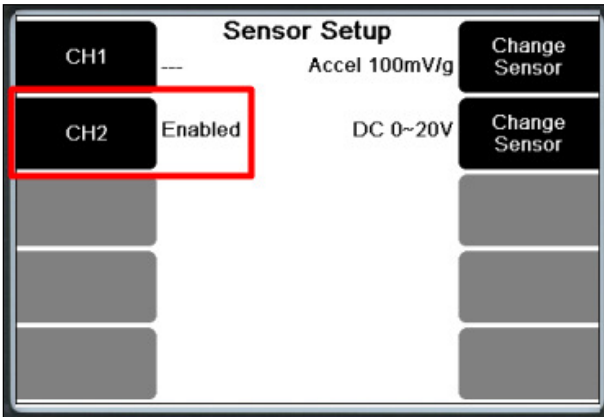 Sensor Setup
CH1
---
Accel 100mV/g
Change
Sensor
CH2
Enabled
DC 0~20V
Change
Sensor